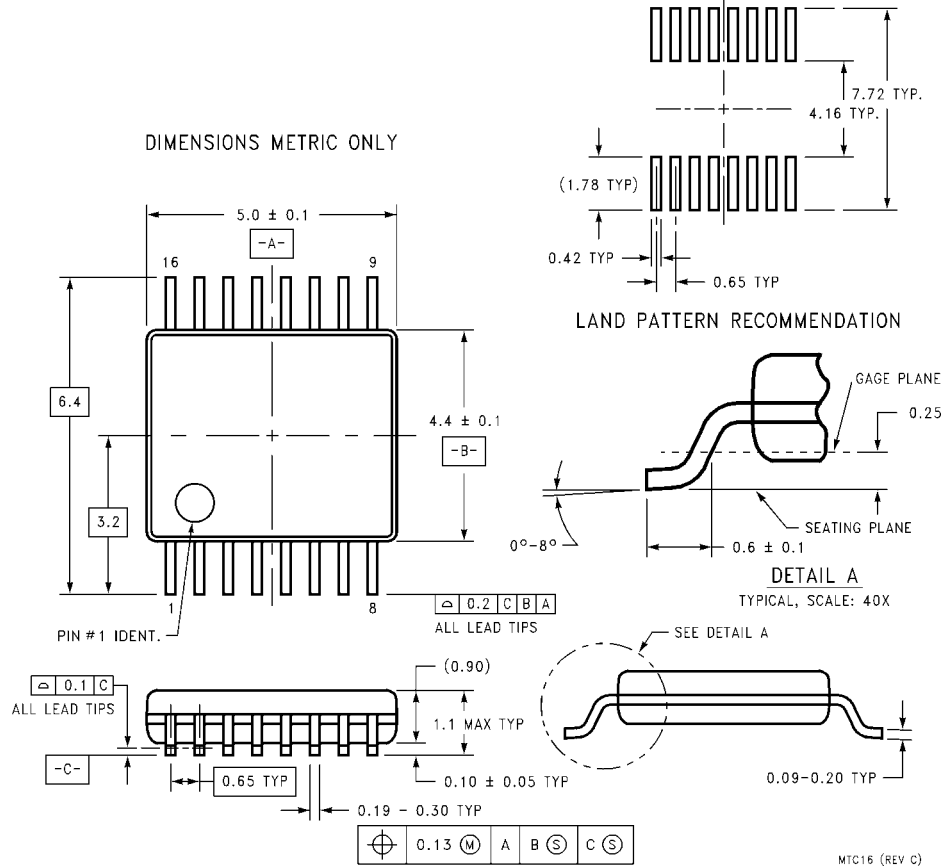 7.72 TYP.
4.16 TYP.
(1.78 TYP)
0.42 TYP
0.65 TYP
LAND PATTERN RECOMMENDATION
DIMENSIONS METRIC ONLY
5.0 ± 0.1
-A-
16
9
6.4
3.2
4.4 ± 0.1
-B-
1
8
PIN #1 IDENT.
⌓ 0.2 C B A
ALL LEAD TIPS
GAGE PLANE
0.25
SEATING PLANE
0°-8°
0.6 ± 0.1
DETAIL A
TYPICAL, SCALE: 40X
SEE DETAIL A
0.09-0.20 TYP
⌓ 0.1 C
ALL LEAD TIPS
-C-
(0.90)
1.1 MAX TYP
0.65 TYP
0.10 ± 0.05 TYP
0.19 - 0.30 TYP
⌖ 0.13 Ⓜ A B Ⓢ C Ⓢ
MTC16 (REV C)